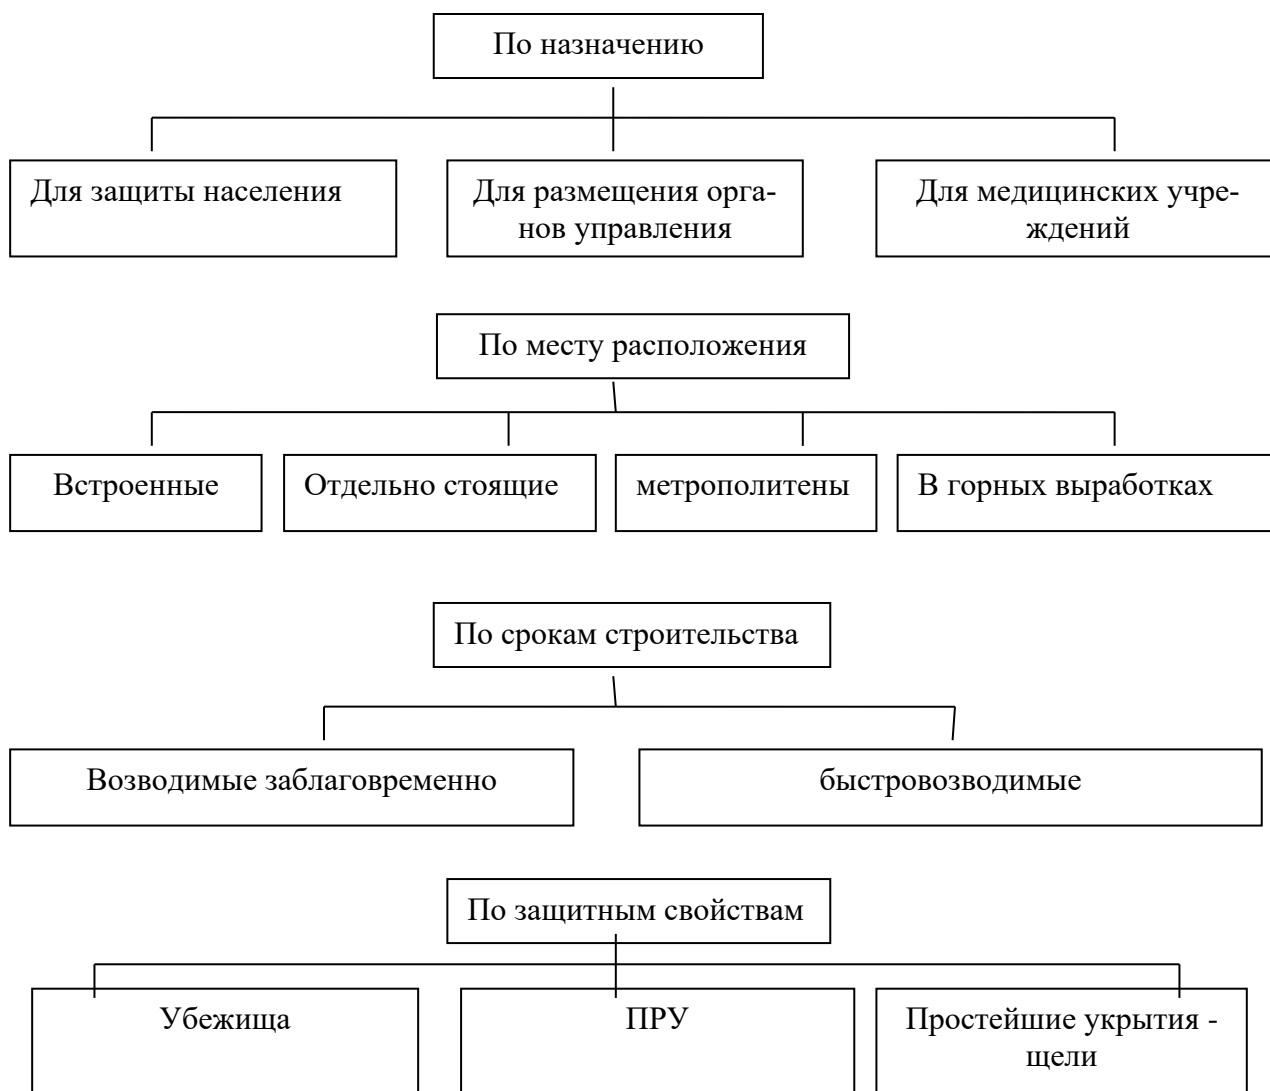 По назначению
Для защиты населения
Для размещения орга-
нов управления
Для медицинских учре-
ждений
По месту расположения
Встроенные
Отдельно стоящие
метрополитены
В горных выработках
По срокам строительства
Возводимые заблаговременно
быстровозводимые
По защитным свойствам
Убежища
ПРУ
Простейшие укрытия -
щели